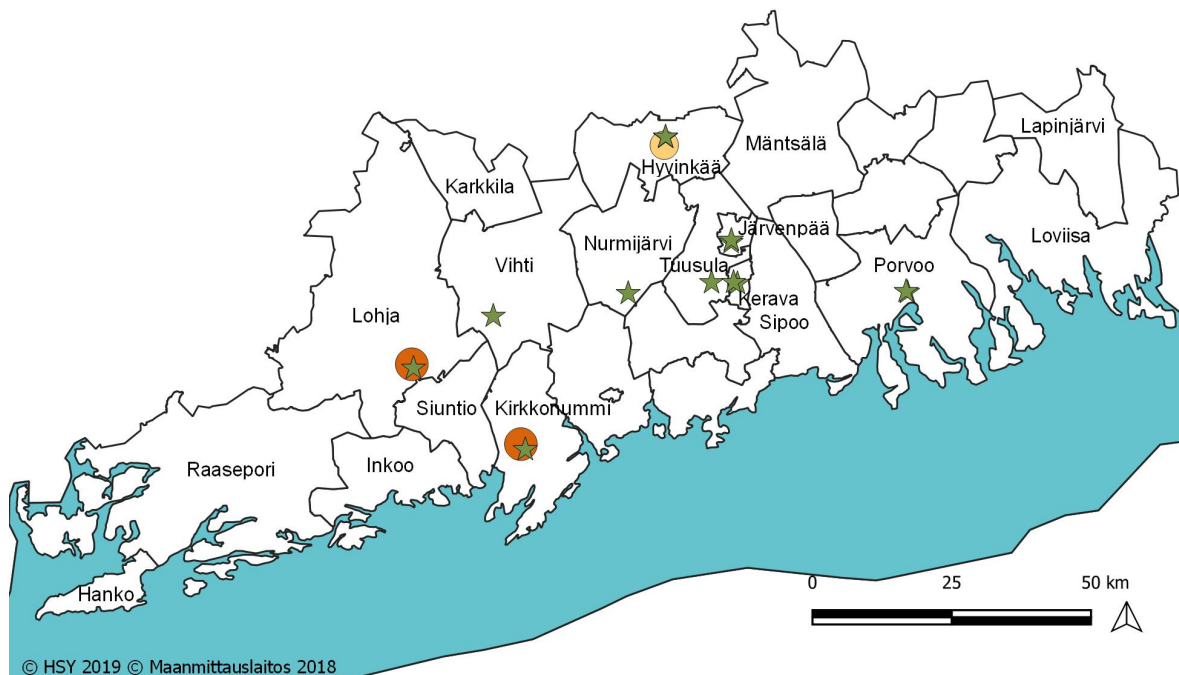 Lapinjärvi
Mäntsälä
Hyvinkää
Karkkila
Järvenpää
Loviisa
Nurmijärvi
Vihti
Tuusula
Porvoo
Kerava
Lohja
Sipoo
Siuntio
Kirkkonummi
Raasepori
Inkoo
Hanko
0 25 50 km
© HSY 2019 © Maanmittauslaitos 2018